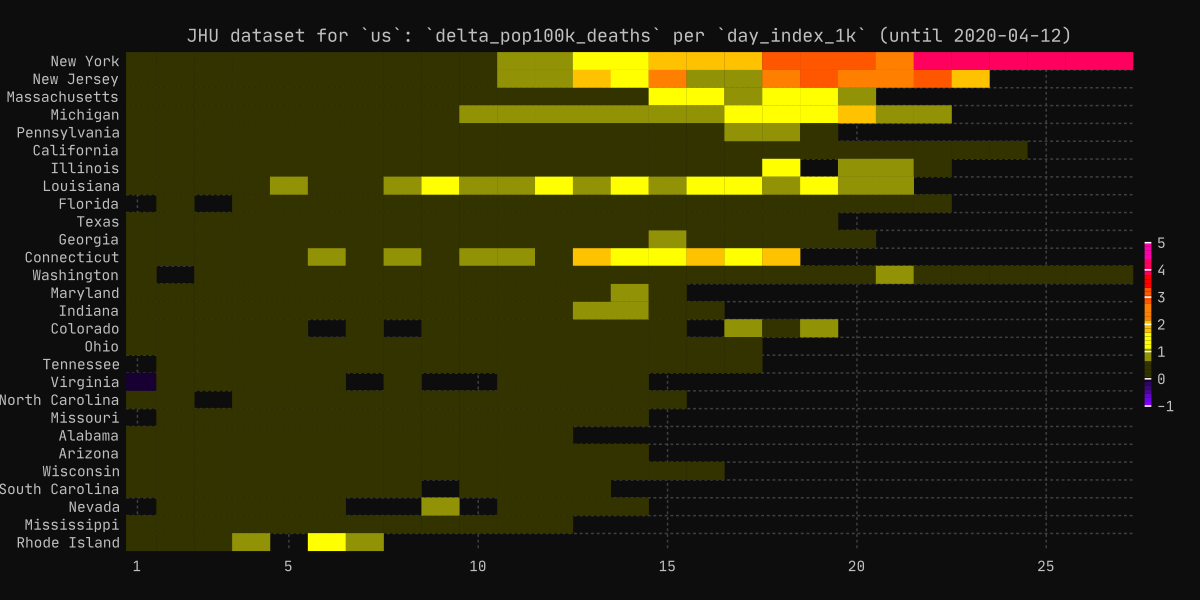 JHU dataset for `us`: `delta_pop100k_deaths` per `day_index_1k` (until 2020-04-12)
New York
New Jersey
Massachusetts
Michigan
Pennsylvania
California
Illinois
Louisiana
Florida
Texas
Georgia
Connecticut
Washington
Maryland
Indiana
Colorado
Ohio
Tennessee
Virginia
North Carolina
Missouri
Alabama
Arizona
Wisconsin
South Carolina
Nevada
Mississippi
Rhode Island
1 5 10 15 20 25
5
4
3
2
1
0
-1